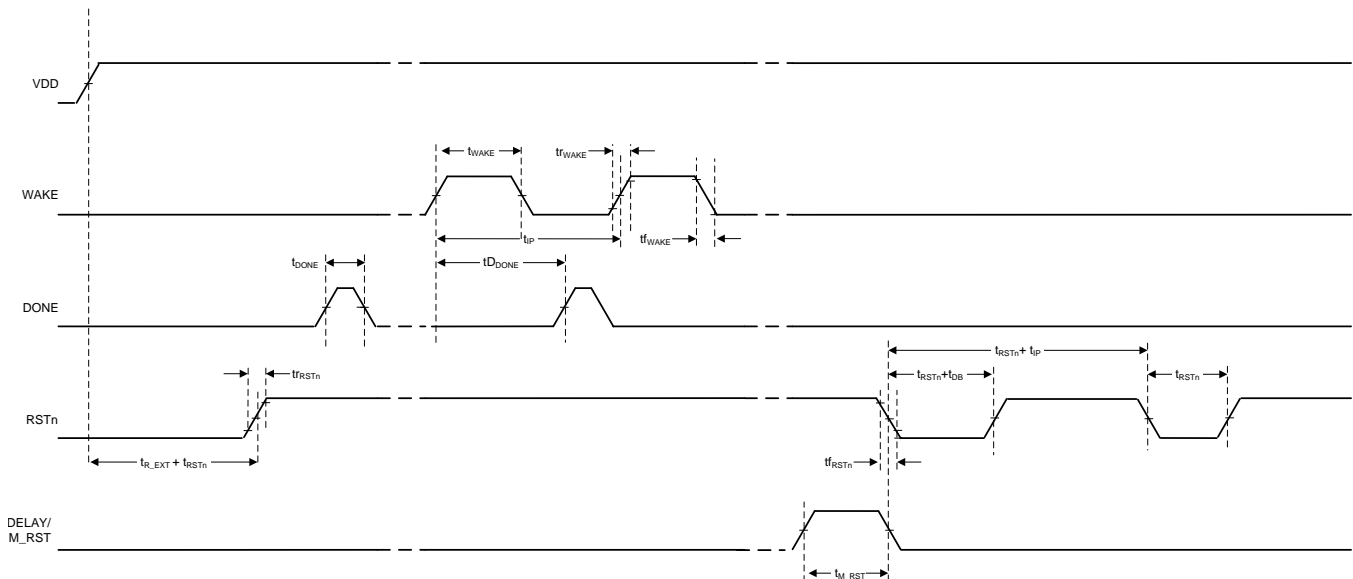 VDD
tWAKE
trWAKE
WAKE
tIP
tfWAKE
tDONE
tDDONE
DONE
tRSTn+ tIP
tRSTn+tDB
tRSTn
trRSTn
RSTn
tR_EXT + tRSTn
tfRSTn
DELAY/
M_RST
tM_RST